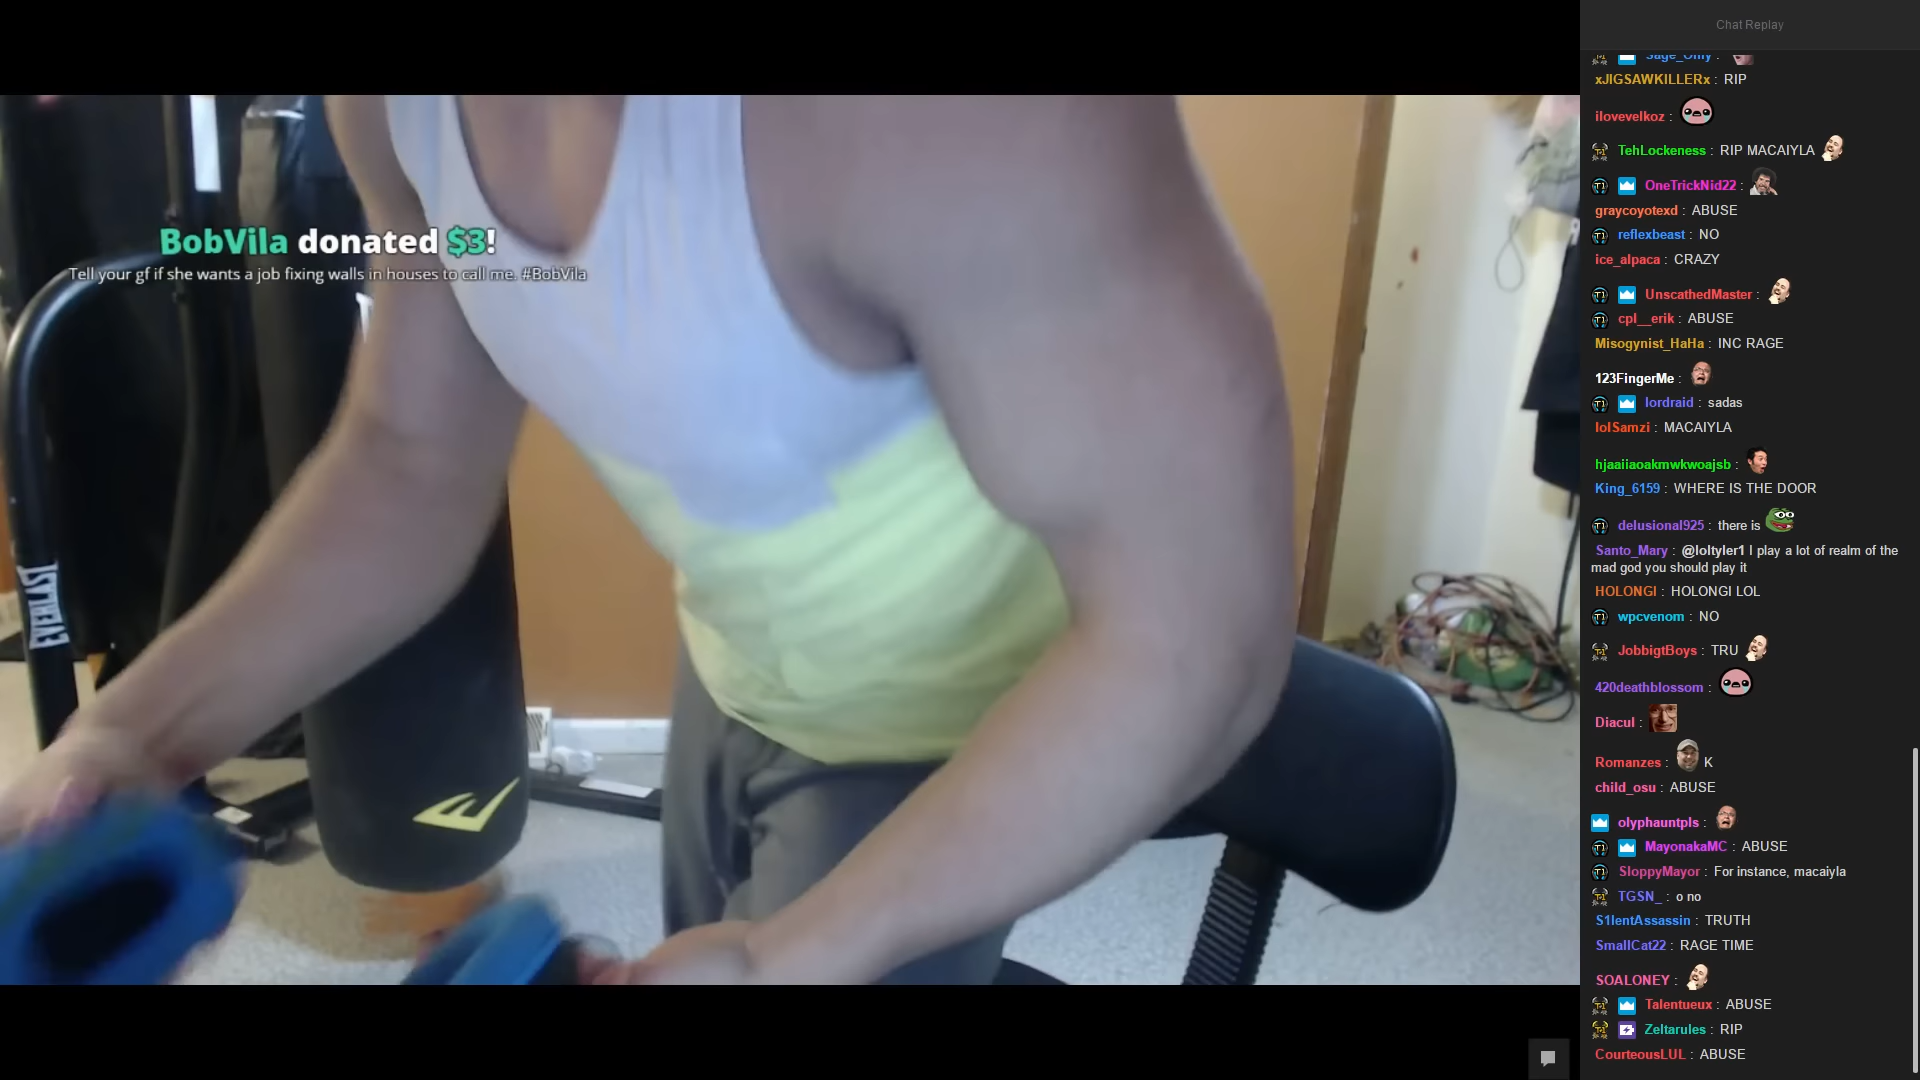 Chat Replay
Sage_Only :
xJIGSAWKILLERx : RIP
ilovevelkoz :
TehLockeness : RIP MACAIYLA
OneTrickNid22 :
graycoyotexd : ABUSE
reflexbeast : NO
ice_alpaca : CRAZY
UnscathedMaster :
cpl__erik : ABUSE
Misogynist_HaHa : INC RAGE
123FingerMe :
lordraid : sadas
lolSamzi : MACAIYLA
hjaaiiaoakmwkwoajsb :
King_6159 : WHERE IS THE DOOR
delusional925 : there is
Santo_Mary : @loltyler1 I play a lot of realm of the
mad god you should play it
HOLONGI : HOLONGI LOL
wpcvenom : NO
JobbigtBoys : TRU
420deathblossom :
Diacul :
Romanzes : K
child_osu : ABUSE
olyphauntpls :
MayonakaMC : ABUSE
SloppyMayor : For instance, macaiyla
TGSN_ : o no
S1lentAssassin : TRUTH
SmallCat22 : RAGE TIME
SOALONEY :
Talentueux : ABUSE
Zeltarules : RIP
CourteousLUL : ABUSE
BobVila donated $3!
Tell your gf if she wants a job fixing walls in houses to call me. #BobVila
EVERLAST